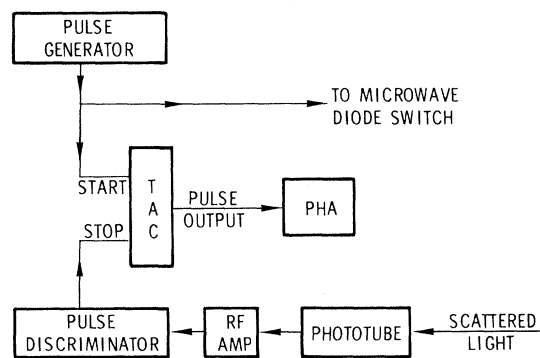 PULSE
GENERATOR
TO MICROWAVE
DIODE SWITCH
START
STOP
T
A
C
PULSE
OUTPUT
PHA
PULSE
DISCRIMINATOR
RF
AMP
PHOTOTUBE
SCATTERED
LIGHT